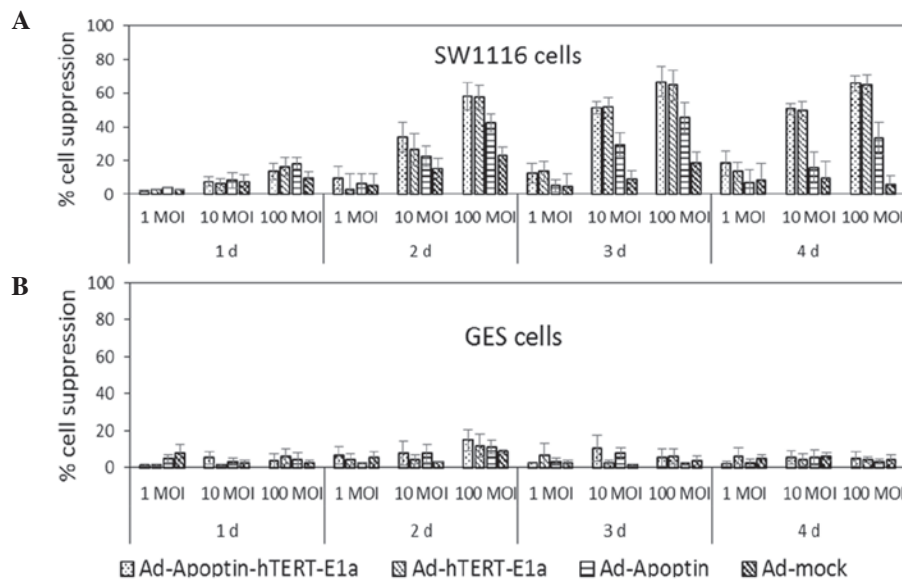 A
100
80
60
40
20
0
% cell suppression
SW1116 cells
1 MOI 10 MOI 100 MOI 1 MOI 10 MOI 100 MOI 1 MOI 10 MOI 100 MOI 1 MOI 10 MOI 100 MOI
1 d 2 d 3 d 4 d
B
100
80
60
40
20
0
% cell suppression
GES cells
1 MOI 10 MOI 100 MOI 1 MOI 10 MOI 100 MOI 1 MOI 10 MOI 100 MOI 1 MOI 10 MOI 100 MOI
1 d 2 d 3 d 4 d
Ad-Apoptin-hTERT-E1a Ad-hTERT-E1a Ad-Apoptin Ad-mock